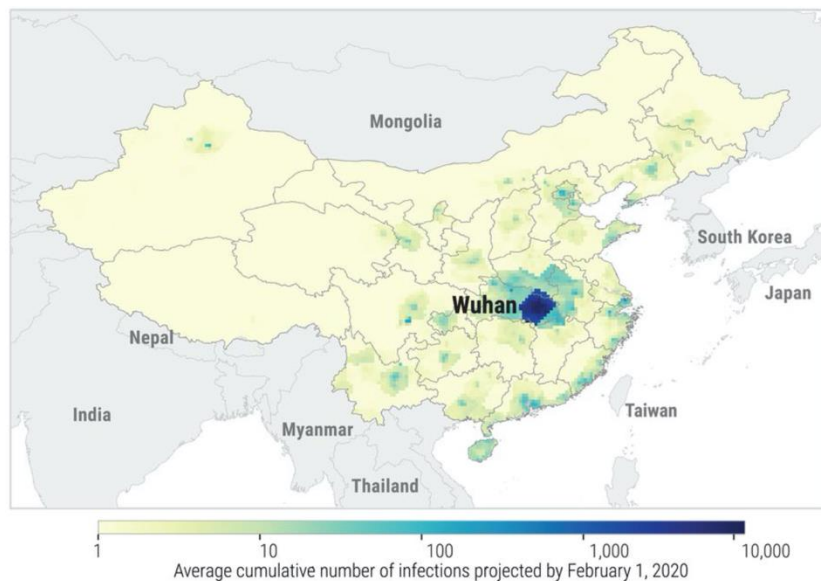 Mongolia
South Korea
Wuhan
Japan
Nepal
India
Taiwan
Myanmar
Thailand
1 10 100 1,000 10,000
Average cumulative number of infections projected by February 1, 2020